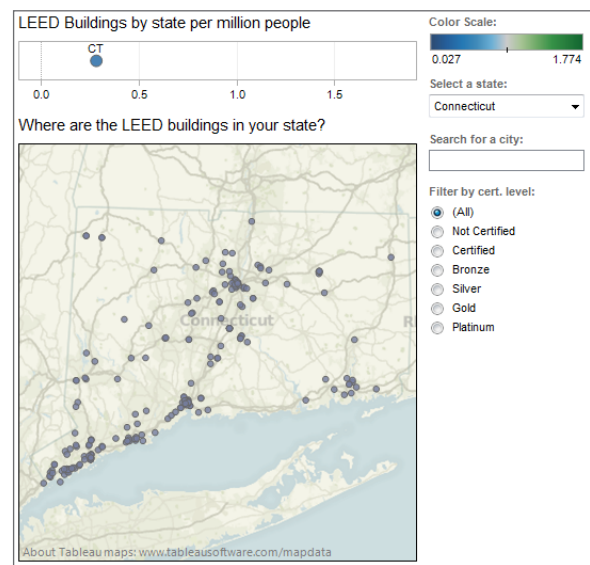 LEED Buildings by state per million people
CT
0.0 0.5 1.0 1.5
Color Scale:
0.027 1.774
Select a state:
Connecticut
Where are the LEED buildings in your state?
Search for a city:
Filter by cert. level:
(All)
Not Certified
Certified
Bronze
Silver
Gold
Platinum
Connecticut
RI
About Tableau maps: www.tableausoftware.com/mapdata